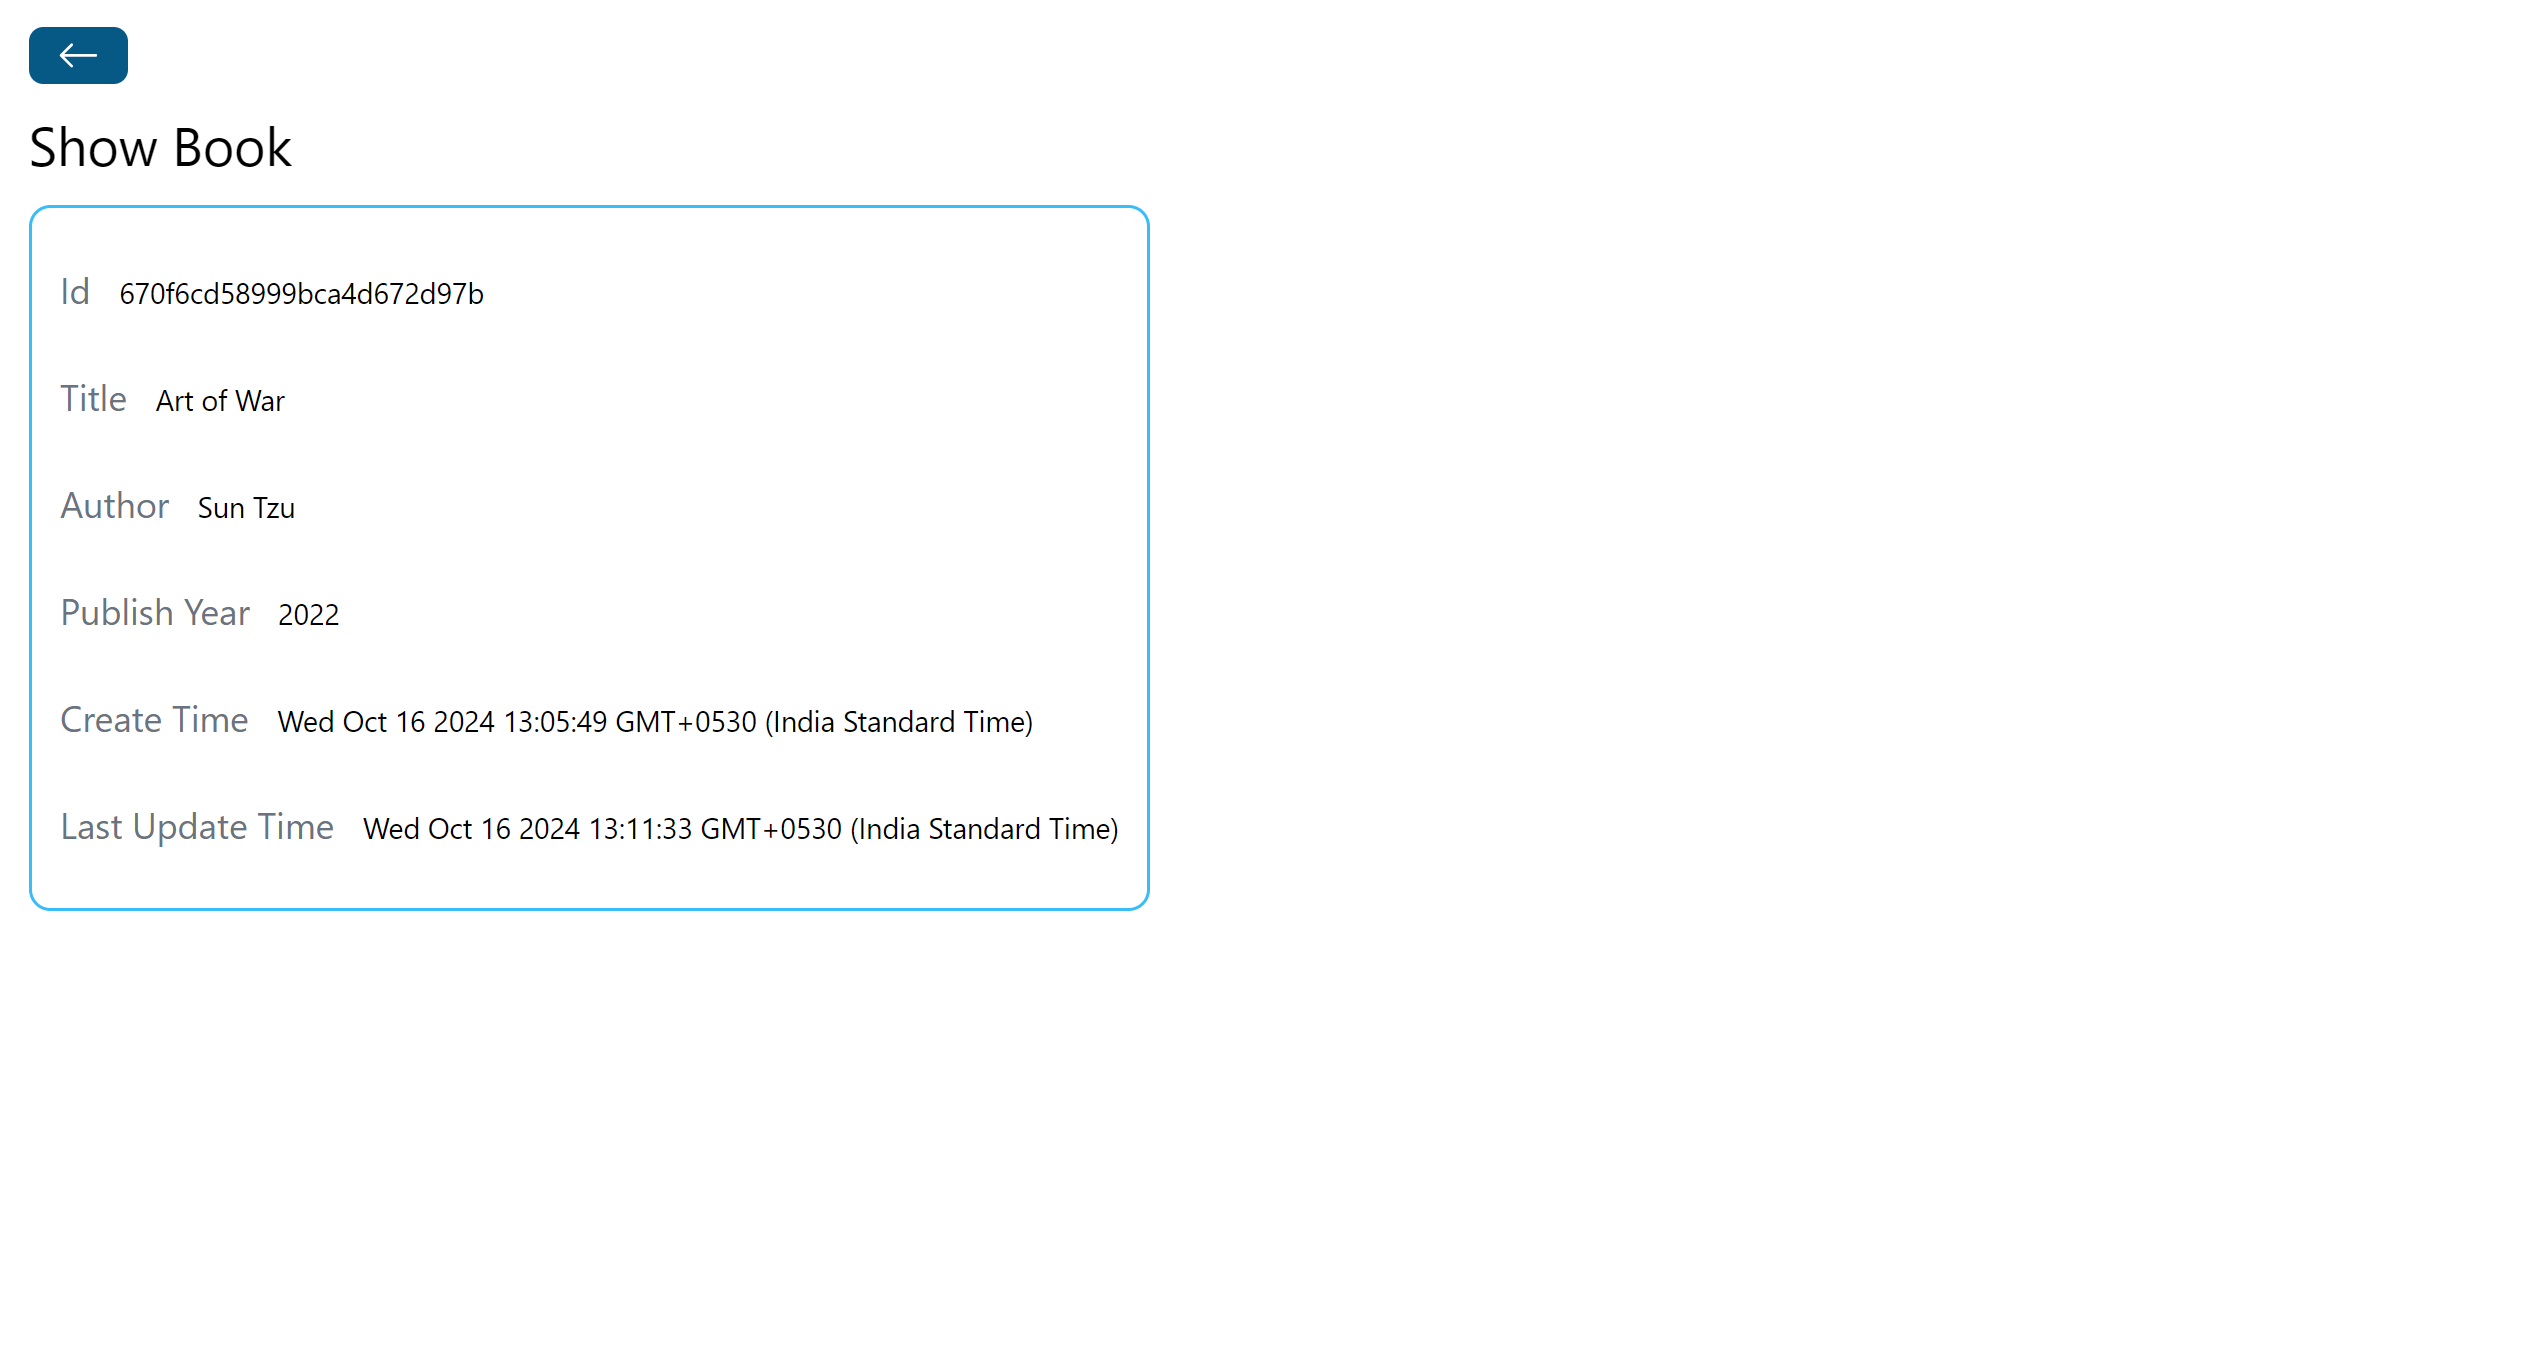 Show Book
Id 670f6cd58999bca4d672d97b
Title Art of War
Author Sun Tzu
Publish Year 2022
Create Time Wed Oct 16 2024 13:05:49 GMT+0530 (India Standard Time)
Last Update Time Wed Oct 16 2024 13:11:33 GMT+0530 (India Standard Time)